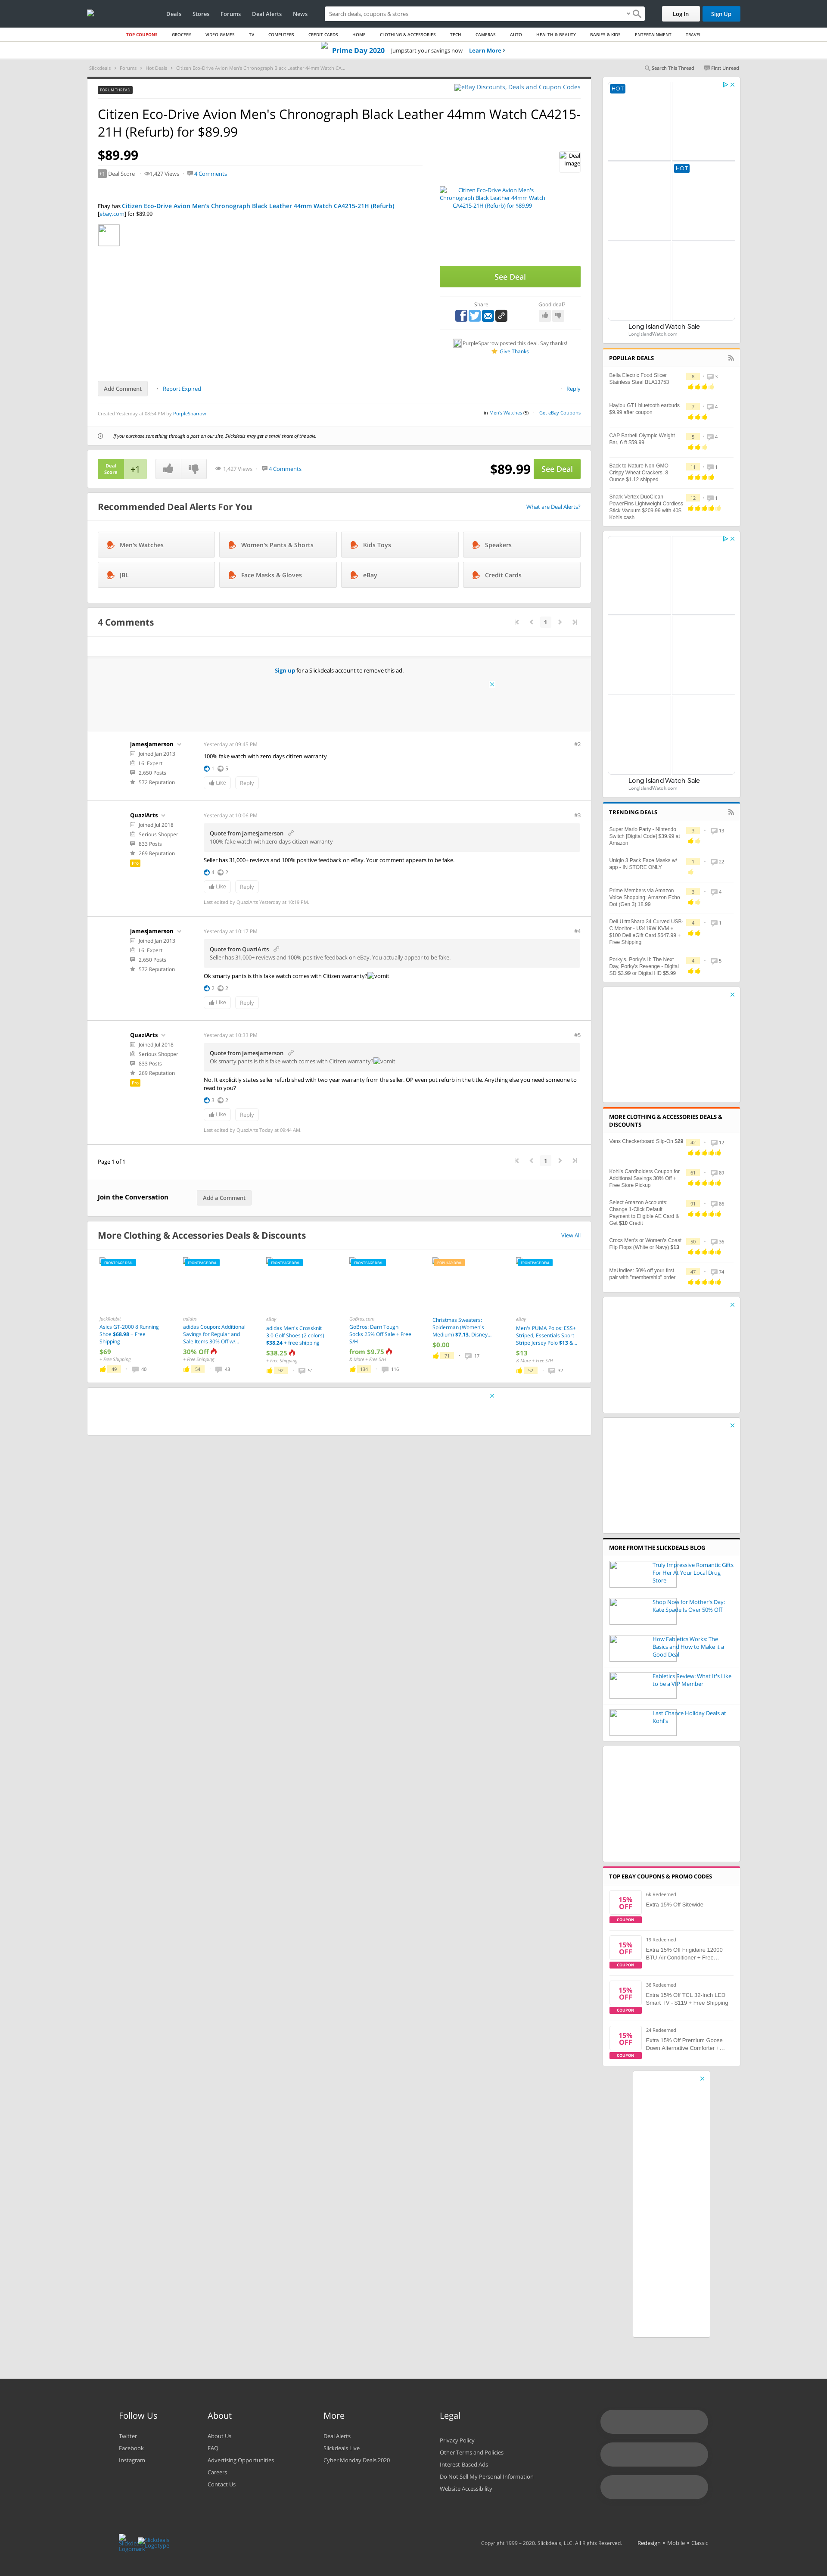 Deals Stores Forums Deal Alerts News
Search deals, coupons & stores
Log In
Sign Up
TOP COUPONS GROCERY VIDEO GAMES TV COMPUTERS CREDIT CARDS HOME CLOTHING & ACCESSORIES TECH CAMERAS AUTO HEALTH & BEAUTY BABIES & KIDS ENTERTAINMENT TRAVEL
Prime Day 2020 Jumpstart your savings now Learn More
Slickdeals Forums Hot Deals Citizen Eco-Drive Avion Men's Chronograph Black Leather 44mm Watch CA...
Search This Thread First Unread
FORUM THREAD
eBay Discounts, Deals and Coupon Codes
Citizen Eco-Drive Avion Men's Chronograph Black Leather 44mm Watch CA4215-
21H (Refurb) for $89.99
$89.99
Deal
Image
+1 Deal Score 1,427 Views 4 Comments
Citizen Eco-Drive Avion Men's
Chronograph Black Leather 44mm Watch
CA4215-21H (Refurb) for $89.99
Ebay has Citizen Eco-Drive Avion Men's Chronograph Black Leather 44mm Watch CA4215-21H (Refurb)
[ebay.com] for $89.99
See Deal
Share
Good deal?
PurpleSparrow posted this deal. Say thanks!
Give Thanks
Add Comment
Report Expired
Reply
Created Yesterday at 08:54 PM by PurpleSparrow
in Men's Watches (5) Get eBay Coupons
If you purchase something through a post on our site, Slickdeals may get a small share of the sale.
Deal
Score
+1
1,427 Views 4 Comments
$89.99
See Deal
Recommended Deal Alerts For You
What are Deal Alerts?
Men's Watches
Women's Pants & Shorts
Kids Toys
Speakers
JBL
Face Masks & Gloves
eBay
Credit Cards
4 Comments
1
Sign up for a Slickdeals account to remove this ad.
jamesjamerson
Joined Jan 2013
L6: Expert
2,650 Posts
572 Reputation
Yesterday at 09:45 PM
#2
100% fake watch with zero days citizen warranty
1 5
Like
Reply
QuaziArts
Joined Jul 2018
Serious Shopper
833 Posts
269 Reputation
Pro
Yesterday at 10:06 PM
#3
Quote from jamesjamerson
100% fake watch with zero days citizen warranty
Seller has 31,000+ reviews and 100% positive feedback on eBay. Your comment appears to be fake.
4 2
Like
Reply
Last edited by QuaziArts Yesterday at 10:19 PM.
jamesjamerson
Joined Jan 2013
L6: Expert
2,650 Posts
572 Reputation
Yesterday at 10:17 PM
#4
Quote from QuaziArts
Seller has 31,000+ reviews and 100% positive feedback on eBay. You actually appear to be fake.
Ok smarty pants is this fake watch comes with Citizen warranty? vomit
2 2
Like
Reply
QuaziArts
Joined Jul 2018
Serious Shopper
833 Posts
269 Reputation
Pro
Yesterday at 10:33 PM
#5
Quote from jamesjamerson
Ok smarty pants is this fake watch comes with Citizen warranty? vomit
No. It explicitly states seller refurbished with two year warranty from the seller. OP even put refurb in the title. Anything else you need someone to
read to you?
3 2
Like
Reply
Last edited by QuaziArts Today at 09:44 AM.
Page 1 of 1
1
Join the Conversation
Add a Comment
More Clothing & Accessories Deals & Discounts
View All
FRONTPAGE DEAL
JackRabbit
Asics GT-2000 8 Running
Shoe $68.98 + Free
Shipping
$69
+ Free Shipping
49 40
FRONTPAGE DEAL
adidas
adidas Coupon: Additional
Savings for Regular and
Sale Items 30% Off w/...
30% Off
+ Free Shipping
54 43
FRONTPAGE DEAL
eBay
adidas Men's Crossknit
3.0 Golf Shoes (2 colors)
$38.24 + free shipping
$38.25
+ Free Shipping
93 51
FRONTPAGE DEAL
GoBros.com
GoBros: Darn Tough
Socks 25% Off Sale + Free
S/H
from $9.75
& More + Free S/H
134 116
POPULAR DEAL
Christmas Sweaters:
Spiderman (Women's
Medium) $7.13, Disney...
$0.00
71 17
FRONTPAGE DEAL
eBay
Men's PUMA Polos: ESS+
Striped, Essentials Sport
Stripe Jersey Polo $13 &...
$13
& More + Free S/H
52 32
HOT
HOT
Long Island Watch Sale
LongIslandWatch.com
POPULAR DEALS
Bella Electric Food Slicer
Stainless Steel BLA13753
8 3
Haylou GT1 bluetooth earbuds
$9.99 after coupon
7 4
CAP Barbell Olympic Weight
Bar, 6 ft $59.99
5 4
Back to Nature Non-GMO
Crispy Wheat Crackers, 8
Ounce $1.12 shipped
11 1
Shark Vertex DuoClean
PowerFins Lightweight Cordless
Stick Vacuum $209.99 with 40$
Kohls cash
12 1
Long Island Watch Sale
LongIslandWatch.com
TRENDING DEALS
Super Mario Party - Nintendo
Switch [Digital Code] $39.99 at
Amazon
3 13
Uniqlo 3 Pack Face Masks w/
app - IN STORE ONLY
1 22
Prime Members via Amazon
Voice Shopping: Amazon Echo
Dot (Gen 3) 18.99
3 4
Dell UltraSharp 34 Curved USB-
C Monitor - U3419W KVM +
$100 Dell eGift Card $647.99 +
Free Shipping
4 1
Porky's, Porky's II: The Next
Day, Porky's Revenge - Digital
SD $3.99 or Digital HD $5.99
4 5
MORE CLOTHING & ACCESSORIES DEALS &
DISCOUNTS
Vans Checkerboard Slip-On $28
42 12
Kohl's Cardholders Coupon for
Additional Savings 30% Off +
Free Store Pickup
61 89
Select Amazon Accounts:
Change 1-Click Default
Payment to Eligible AE Card &
Get $10 Credit
91 86
Crocs Men's or Women's Coast
Flip Flops (White or Navy) $13
50 36
MeUndies: 50% off your first
pair with "membership" order
47 74
MORE FROM THE SLICKDEALS BLOG
Truly Impressive Romantic Gifts
For Her At Your Local Drug
Store
Shop Now for Mother's Day:
Kate Spade is Over 50% Off
How Fabletics Works: The
Basics and How to Make it a
Good Deal
Fabletics Review: What It's Like
to be a VIP Member
Last Chance Holiday Deals at
Kohl's
TOP EBAY COUPONS & PROMO CODES
15%
OFF
COUPON
6k Redeemed
Extra 15% Off Sitewide
15%
OFF
COUPON
19 Redeemed
Extra 15% Off Frigidaire 12000
BTU Air Conditioner + Free...
15%
OFF
COUPON
36 Redeemed
Extra 15% Off TCL 32-Inch LED
Smart TV - $119 + Free Shipping
15%
OFF
COUPON
24 Redeemed
Extra 15% Off Premium Goose
Down Alternative Comforter +...
Follow Us
Twitter
Facebook
Instagram
About
About Us
FAQ
Advertising Opportunities
Careers
Contact Us
More
Deal Alerts
Slickdeals Live
Cyber Monday Deals 2020
Legal
Privacy Policy
Other Terms and Policies
Interest-Based Ads
Do Not Sell My Personal Information
Website Accessibility
Slickdeals
Logomark
Slickdeals
Logotype
Copyright 1999 - 2020. Slickdeals, LLC. All Rights Reserved.
Redesign • Mobile • Classic